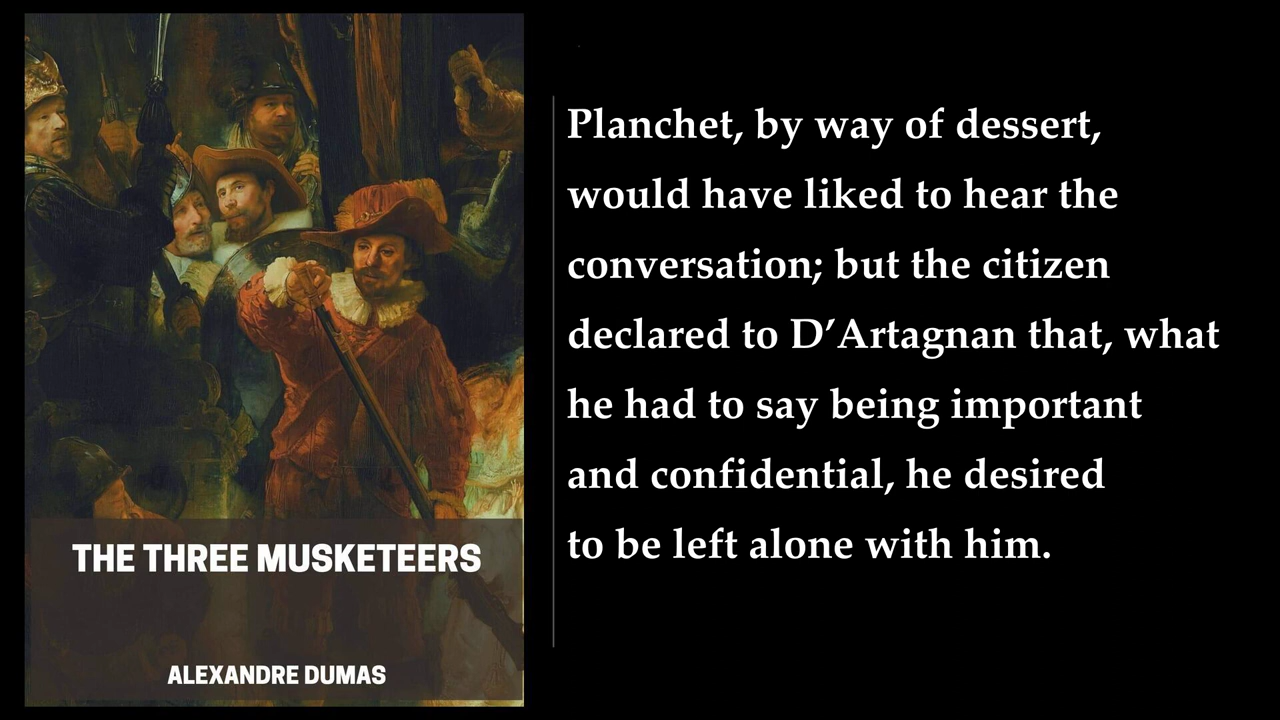 THE THREE MUSKETEERS
ALEXANDRE DUMAS
Planchet, by way of dessert,
would have liked to hear the
conversation; but the citizen
declared to D’Artagnan that, what
he had to say being important
and confidential, he desired
to be left alone with him.